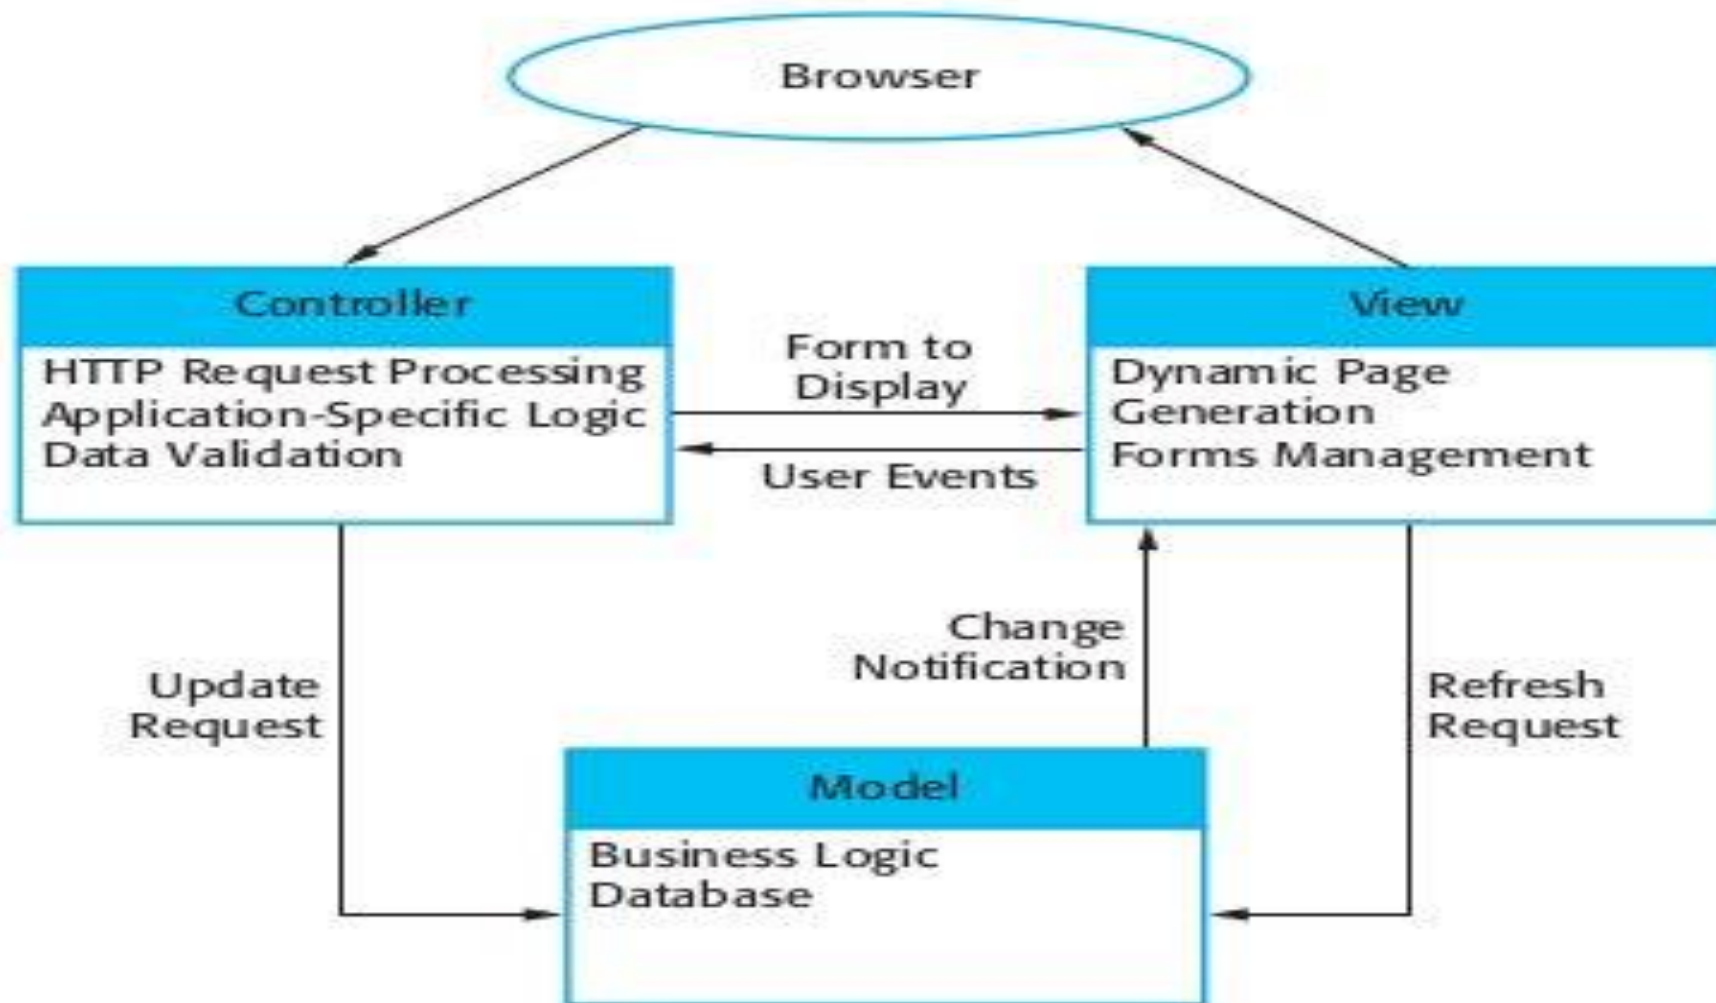 Browser
Controller
HTTP Request Processing
Application-Specific Logic
Data Validation
Form to
Display
User Events
View
Dynamic Page
Generation
Forms Management
Update
Request
Change
Notification
Refresh
Request
Model
Business Logic
Database